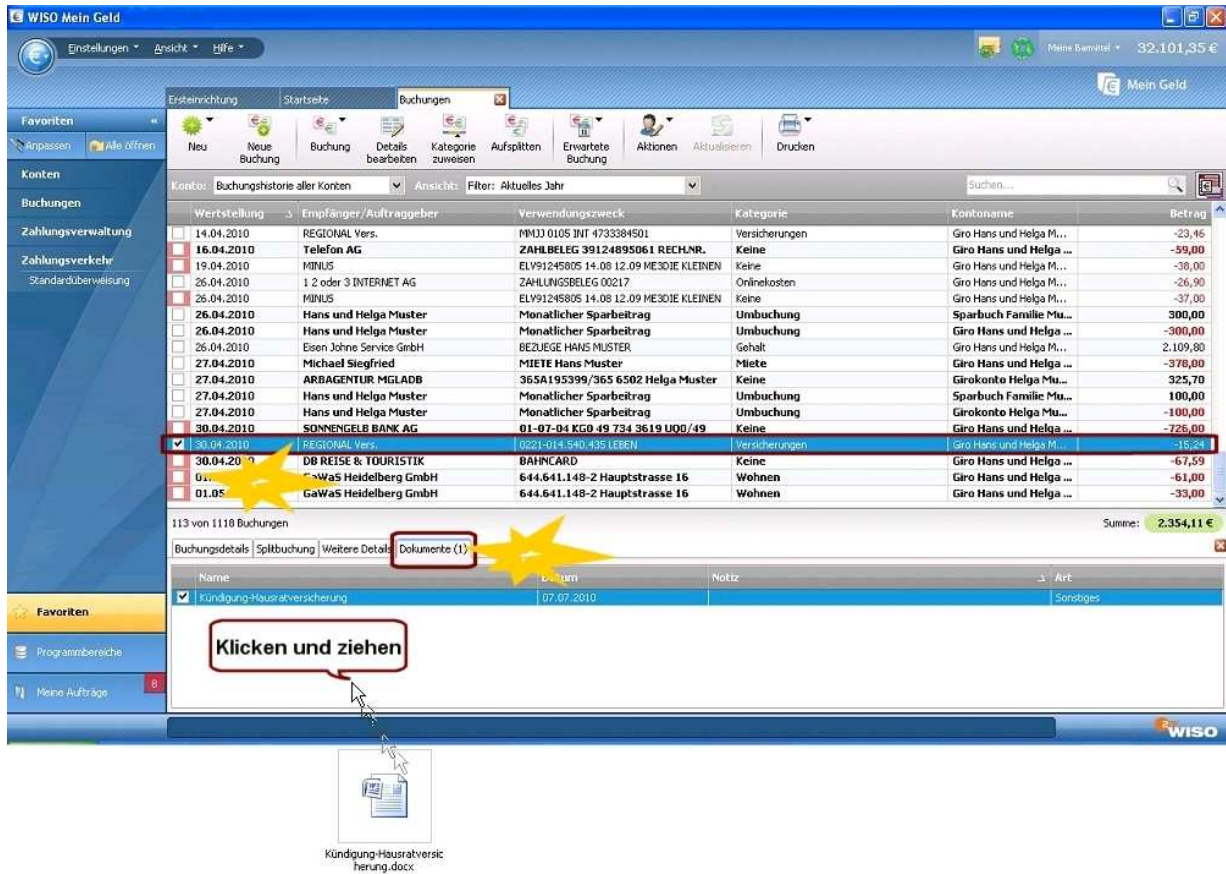 WISO Mein Geld
Einstellungen Ansicht Hilfe
Meine Barmittel 32.101,35 €
Mein Geld
Ersteinrichtung Startseite Buchungen
Favoriten
Anpassen Alle öffnen
Konten
Buchungen
Zahlungsverwaltung
Zahlungsverkehr
Standardüberweisung
Neu Neue Buchung Buchung Details bearbeiten Kategorie zuweisen Aufsplitten Erwartete Buchung Aktionen Aktualisieren Drucken
Konto: Buchungshistorie aller Konten Ansicht: Filter: Aktuelles Jahr Suchen...
Wertstellung Empfänger/Auftraggeber Verwendungszweck Kategorie Kontoname Betrag
14.04.2010 REGIONAL Vers. MMJJ 0105 INT 4733384501 Versicherungen Giro Hans und Helga M... -23,46
16.04.2010 Telefon AG ZAHLBELEG 39124895061 RECH.NR. Keine Giro Hans und Helga ... -59,00
19.04.2010 MINUS ELV91245805 14.08 12.09 ME3DIE KLEINEN Keine Giro Hans und Helga M... -38,00
26.04.2010 1 2 oder 3 INTERNET AG ZAHLUNGSBELEG 00217 Onlinekosten Giro Hans und Helga M... -26,90
26.04.2010 MINUS ELV91245805 14.08 12.09 ME3DIE KLEINEN Keine Giro Hans und Helga M... -37,00
26.04.2010 Hans und Helga Muster Monatlicher Sparbeitrag Umbuchung Sparbuch Familie Mu... 300,00
26.04.2010 Hans und Helga Muster Monatlicher Sparbeitrag Umbuchung Giro Hans und Helga ... -300,00
26.04.2010 Eisen Johne Service GmbH BEZUEGE HANS MUSTER Gehalt Giro Hans und Helga M... 2.109,80
27.04.2010 Michael Siegfried MIETE Hans Muster Miete Giro Hans und Helga ... -378,00
27.04.2010 ARBAGENTUR MGLADB 365A195399/365 6502 Helga Muster Keine Girokonto Helga Mu... 325,70
27.04.2010 Hans und Helga Muster Monatlicher Sparbeitrag Umbuchung Sparbuch Familie Mu... 100,00
27.04.2010 Hans und Helga Muster Monatlicher Sparbeitrag Umbuchung Girokonto Helga Mu... -100,00
30.04.2010 SONNENGELB BANK AG 01-07-04 KG0 49 734 3619 UQ0/49 Keine Giro Hans und Helga ... -726,00
30.04.2010 REGIONAL Vers. 0221-014.540.435 LEBEN Versicherungen Giro Hans und Helga M... -15,24
30.04.20 DB REISE & TOURISTIK BAHNCARD Keine Giro Hans und Helga ... -67,59
01. GaWaS Heidelberg GmbH 644.641.148-2 Hauptstrasse 16 Wohnen Giro Hans und Helga ... -61,00
01.05 GaWaS Heidelberg GmbH 644.641.148-2 Hauptstrasse 16 Wohnen Giro Hans und Helga ... -33,00
113 von 1118 Buchungen Summe: 2.354,11 €
Buchungsdetails Splitbuchung Weitere Details Dokumente (1)
Name Datum Notiz Art
Kündigung-Hausratversicherung 07.07.2010 Sonstiges
Klicken und ziehen
Favoriten
Programmbereiche
Meine Aufträge 8
WISO
Kündigung-Hausratversic
herung.docx